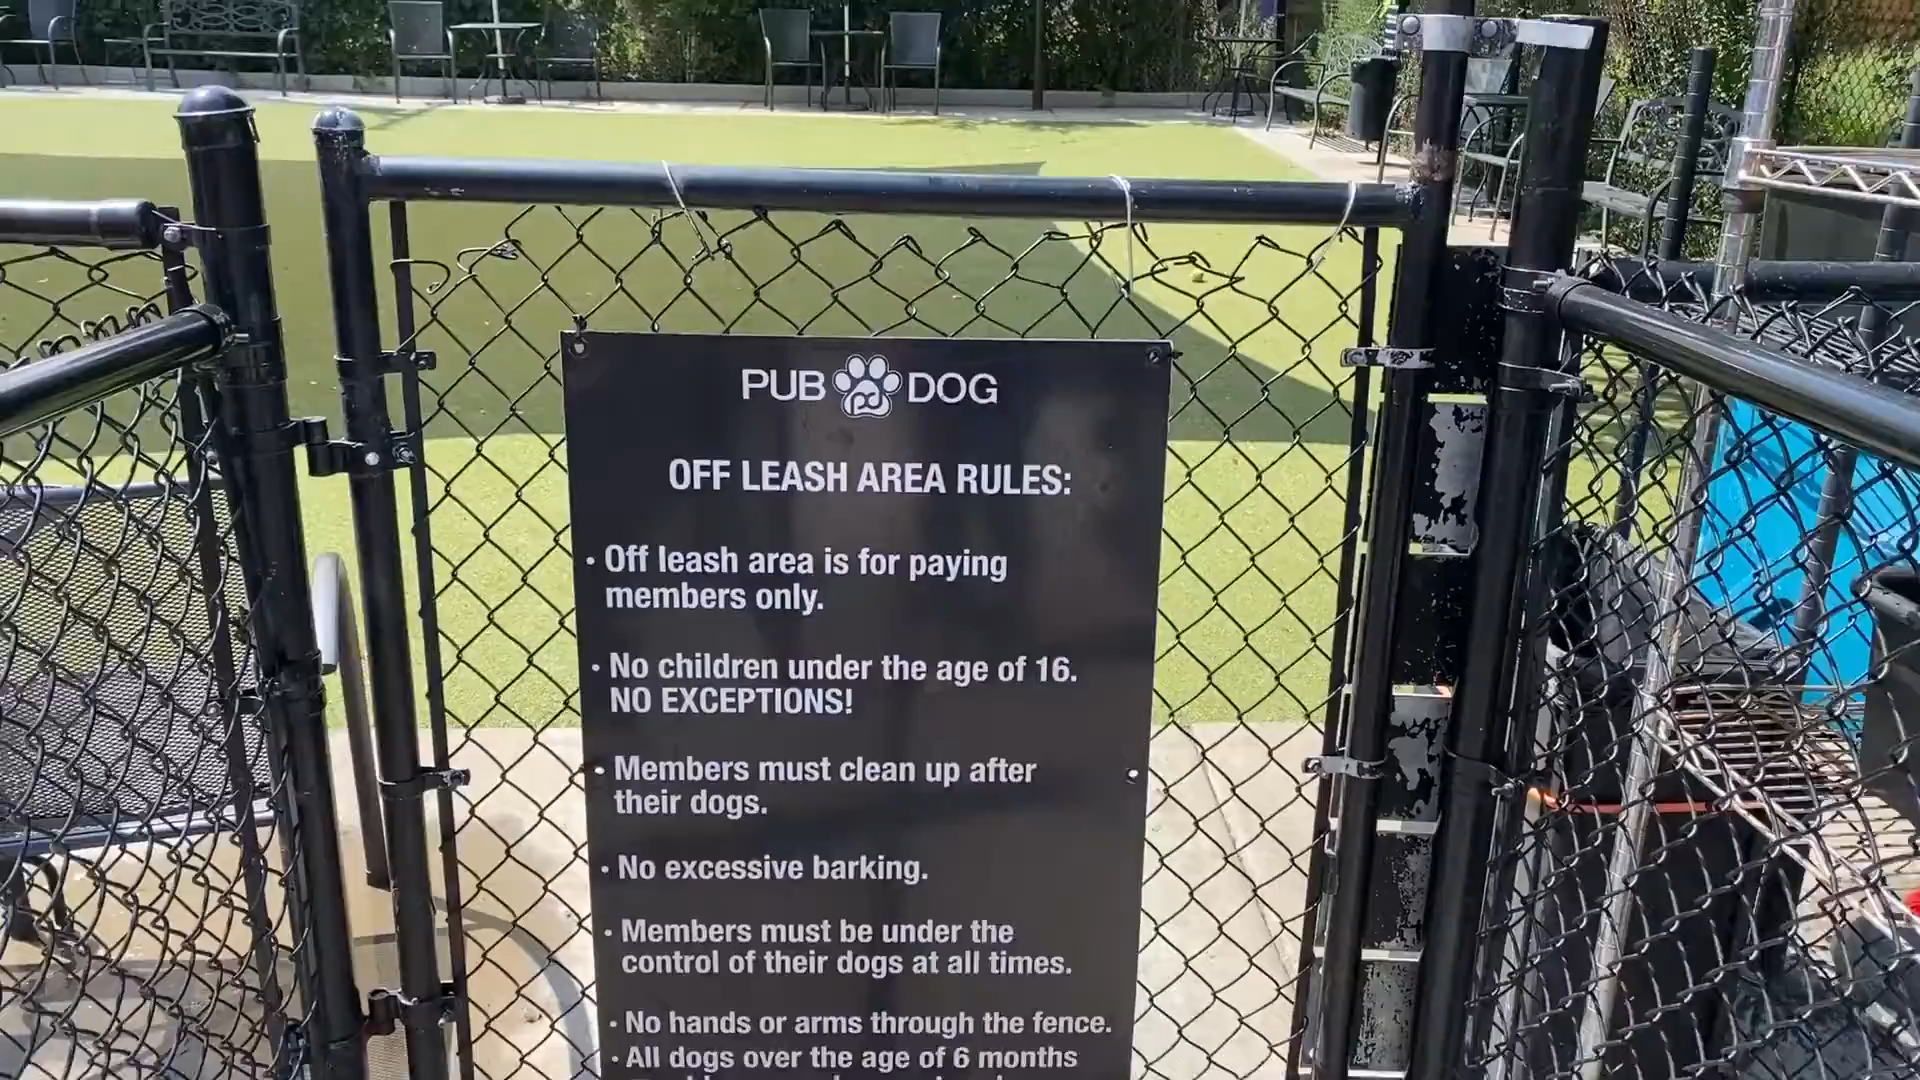 PUB pd DOG
OFF LEASH AREA RULES:
• Off leash area is for paying
members only.
• No children under the age of 16.
NO EXCEPTIONS!
• Members must clean up after
their dogs.
• No excessive barking.
• Members must be under the
control of their dogs at all times.
• No hands or arms through the fence.
• All dogs over the age of 6 months